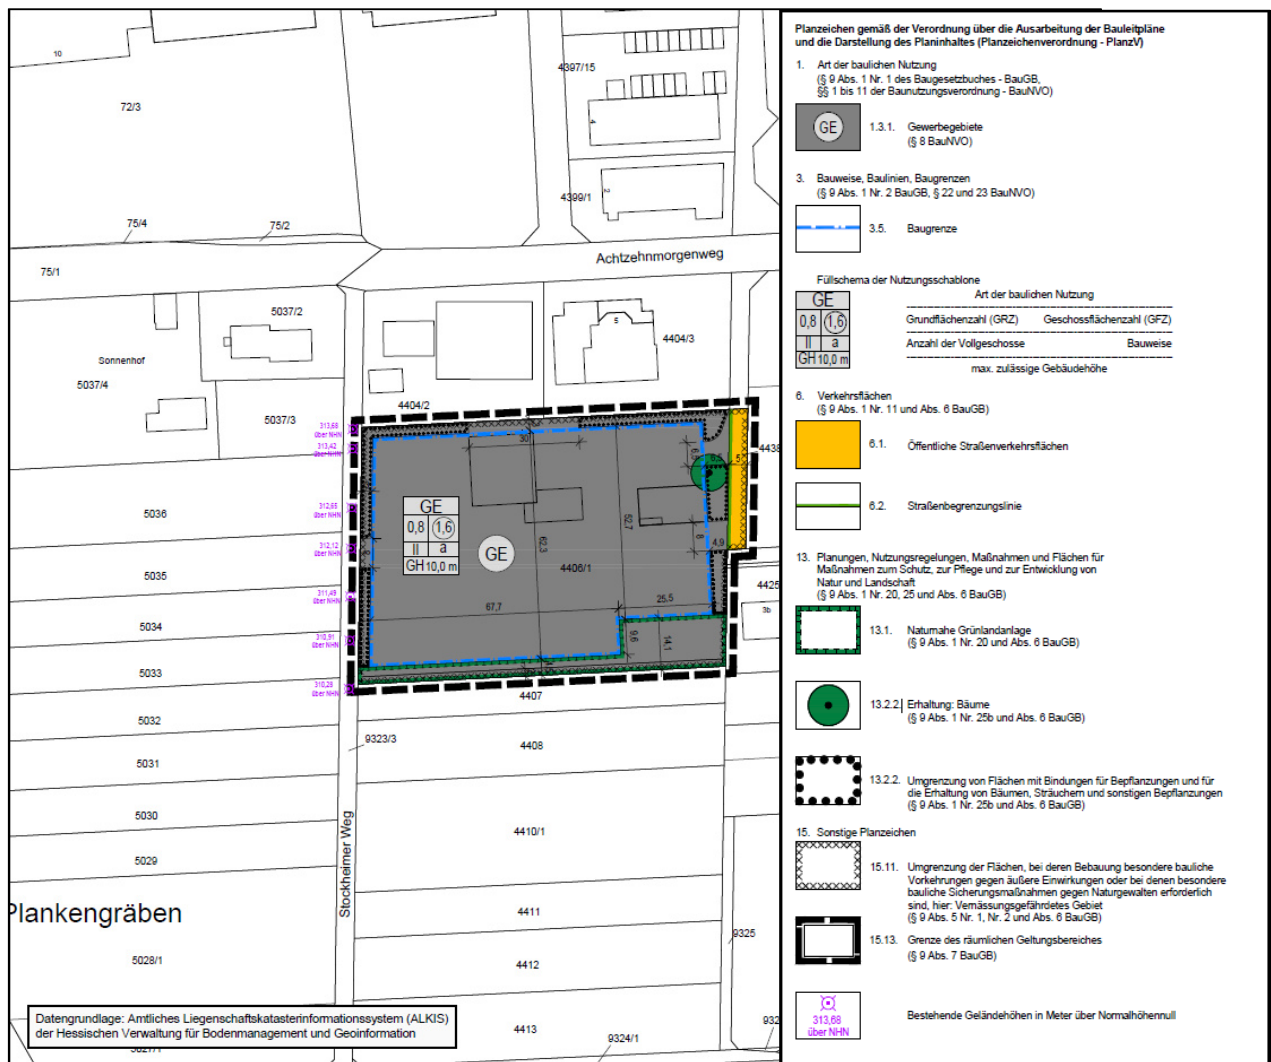 10
4397/15
72/3
4
4399/1
2
75/4
75/2
75/1
Achtzehnmorgenweg
5037/2
5
4404/3
Sonnenhof
5037/4
5037/3
4404/2
313,68
über NHN
313,42
über NHN
312,65
über NHN
312,12
über NHN
311,49
über NHN
310,91
über NHN
310,28
über NHN
30
5
4438
5036
GE
0,8 1,6
II a
GH 10,0 m
GE
52,7
62,3
8
4,9
4406/1
5035
4425
3b
67,7
25,5
9,6
14,1
5034
5033
4407
5032
9323/3
4408
5031
5030
4410/1
5029
Stockheimer Weg
Plankengräben
4411
9325
5028/1
4412
4413
9324/1
932
5027/1
Datengrundlage: Amtliches Liegenschaftskatasterinformationssystem (ALKIS)
der Hessischen Verwaltung für Bodenmanagement und Geoinformation
Planzeichen gemäß der Verordnung über die Ausarbeitung der Bauleitpläne
und die Darstellung des Planinhaltes (Planzeichenverordnung - PlanzV)
1. Art der baulichen Nutzung
(§ 9 Abs. 1 Nr. 1 des Baugesetzbuches - BauGB,
§§ 1 bis 11 der Baunutzungsverordnung - BauNVO)
GE
1.3.1. Gewerbegebiete
(§ 8 BauNVO)
3. Bauweise, Baulinien, Baugrenzen
(§ 9 Abs. 1 Nr. 2 BauGB, § 22 und 23 BauNVO)
3.5. Baugrenze
Füllschema der Nutzungsschablone
GE
0,8 1,6
II a
GH 10,0 m
Art der baulichen Nutzung
Grundflächenzahl (GRZ) Geschossflächenzahl (GFZ)
Anzahl der Vollgeschosse Bauweise
max. zulässige Gebäudehöhe
6. Verkehrsflächen
(§ 9 Abs. 1 Nr. 11 und Abs. 6 BauGB)
6.1. Öffentliche Straßenverkehrsflächen
6.2. Straßenbegrenzungslinie
13. Planungen, Nutzungsregelungen, Maßnahmen und Flächen für
Maßnahmen zum Schutz, zur Pflege und zur Entwicklung von
Natur und Landschaft
(§ 9 Abs. 1 Nr. 20, 25 und Abs. 6 BauGB)
13.1. Naturnahe Grünlandanlage
(§ 9 Abs. 1 Nr. 20 und Abs. 6 BauGB)
13.2.2 Erhaltung: Bäume
(§ 9 Abs. 1 Nr. 25b und Abs. 6 BauGB)
13.2.2. Umgrenzung von Flächen mit Bindungen für Bepflanzungen und für
die Erhaltung von Bäumen, Sträuchern und sonstigen Bepflanzungen
(§ 9 Abs. 1 Nr. 25b und Abs. 6 BauGB)
15. Sonstige Planzeichen
15.11. Umgrenzung der Flächen, bei deren Bebauung besondere bauliche
Vorkehrungen gegen äußere Einwirkungen oder bei denen besondere
bauliche Sicherungsmaßnahmen gegen Naturgewalten erforderlich
sind, hier: Vernässungsgefährdetes Gebiet
(§ 9 Abs. 5 Nr. 1, Nr. 2 und Abs. 6 BauGB)
15.13. Grenze des räumlichen Geltungsbereiches
(§ 9 Abs. 7 BauGB)
313,68
über NHN
Bestehende Geländehöhen in Meter über Normalhöhennull